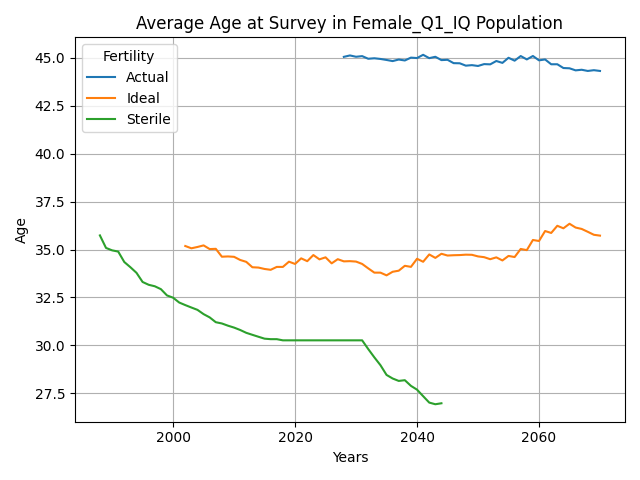 Average Age at Survey in Female_Q1_IQ Population
Fertility
Actual
Ideal
Sterile
45.0
42.5
40.0
37.5
35.0
32.5
30.0
27.5
Age
2000
2020
2040
2060
Years